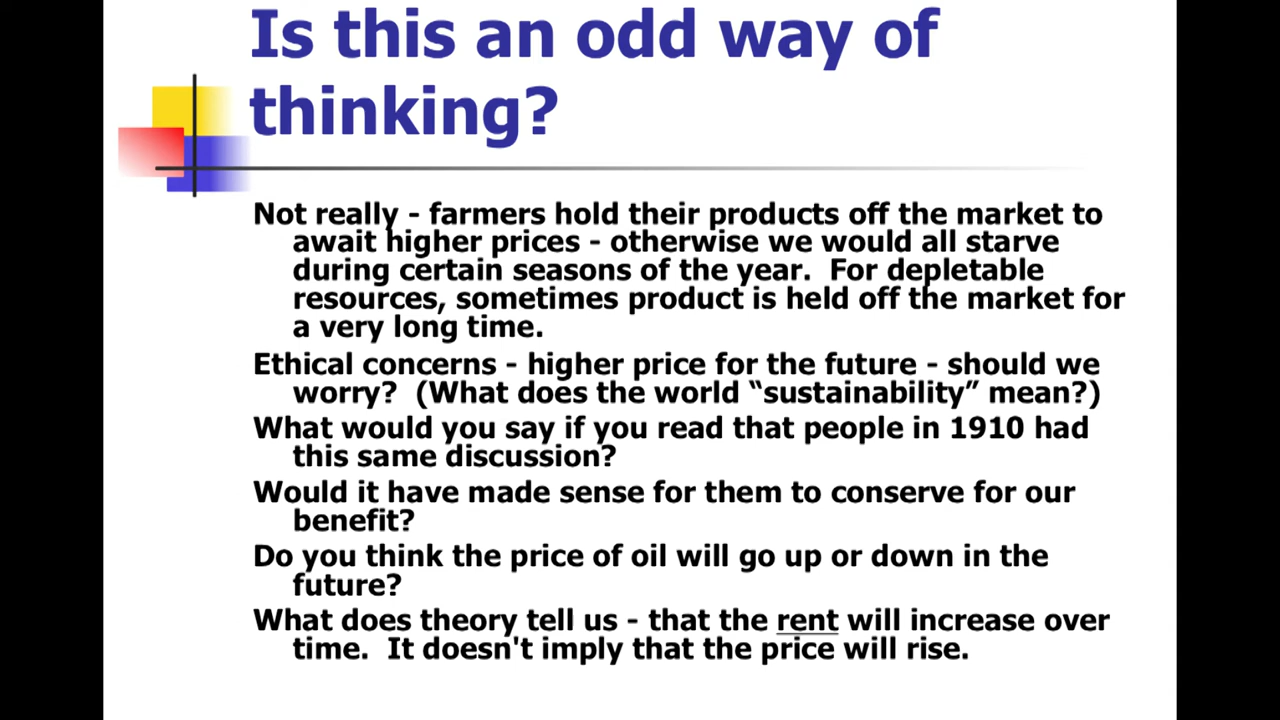 Is this an odd way of
thinking?
Not really - farmers hold their products off the market to
await higher prices - otherwise we would all starve
during certain seasons of the year.  For depletable
resources, sometimes product is held off the market for
a very long time.
Ethical concerns - higher price for the future - should we
worry?  (What does the world “sustainability” mean?)
What would you say if you read that people in 1910 had
this same discussion?
Would it have made sense for them to conserve for our
benefit?
Do you think the price of oil will go up or down in the
future?
What does theory tell us - that the rent will increase over
time.  It doesn't imply that the price will rise.